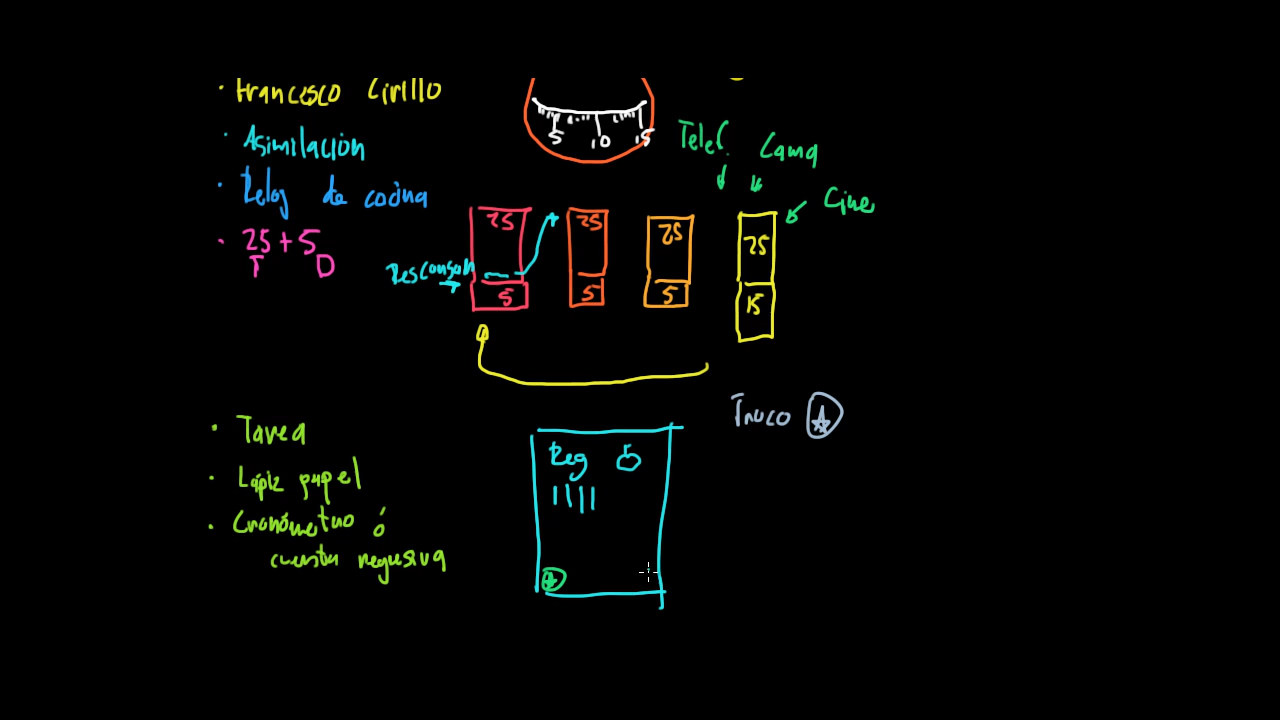 · Francesco Cirillo
· Asimilación
· Reloj de cocina
· 25 + 5
T D
5 10 15
Telef.
Cama
Cine
25 25 25 25
Descansar
5 5 5 15
· Tarea
· Lápiz papel
· Cronómetro ó
cuenta regresiva
Reg
Truco